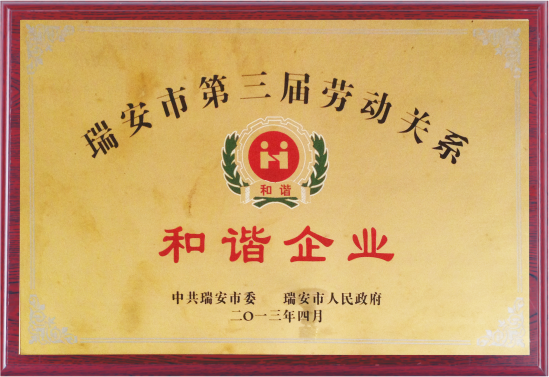 瑞安市第三届劳动关系
和谐
和谐企业
中共瑞安市委 瑞安市人民政府
二〇一三年四月